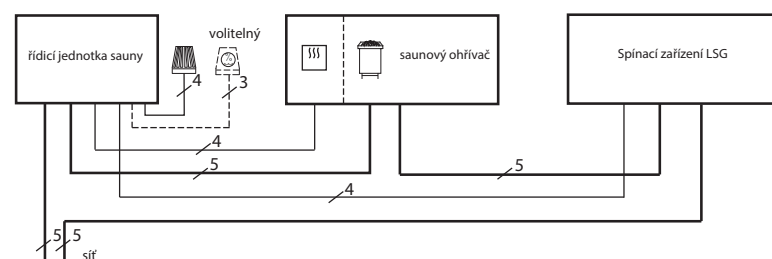 volitelný
řídicí jednotka sauny
saunový ohřívač
Spínací zařízení LSG
4
3
4
5
5
4
5
5
síť